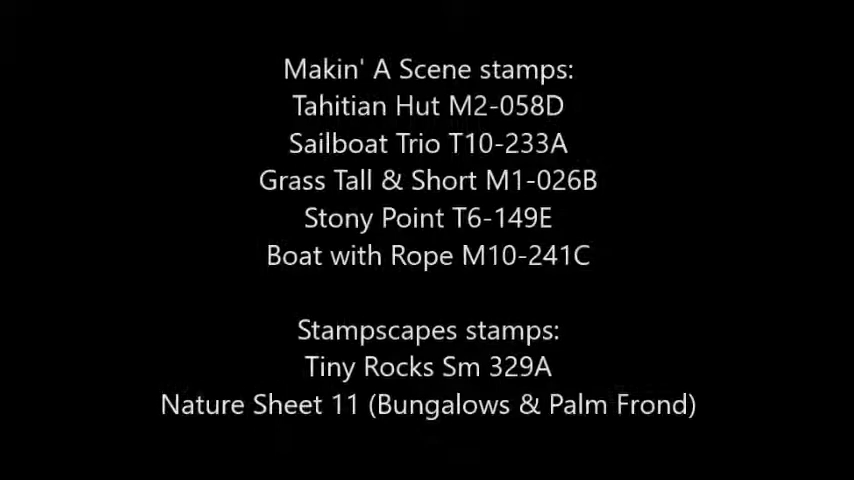 Makin' A Scene stamps:
Tahitian Hut M2-058D
Sailboat Trio T10-233A
Grass Tall & Short M1-026B
Stony Point T6-149E
Boat with Rope M10-241C
Stampscapes stamps:
Tiny Rocks Sm 329A
Nature Sheet 11 (Bungalows & Palm Frond)